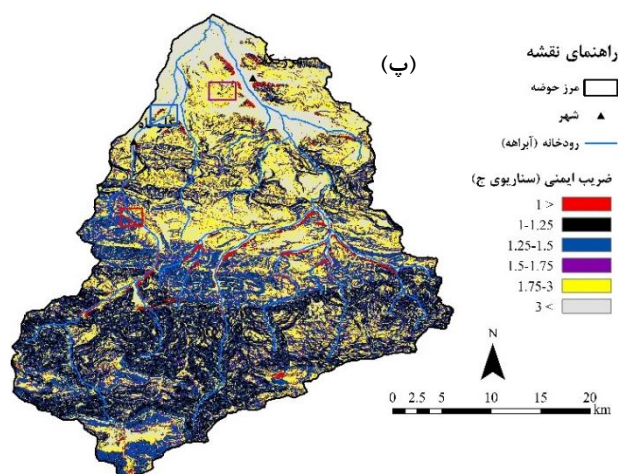 (پ)
راهنمای نقشه
مرز حوضه
شهر
رودخانه (آبراهه)
ضریب ایمنی (سناریوی ج)
1 >
1-1.25
1.25-1.5
1.5-1.75
1.75-3
3 <
N
0 2.5 5 10 15 20
km